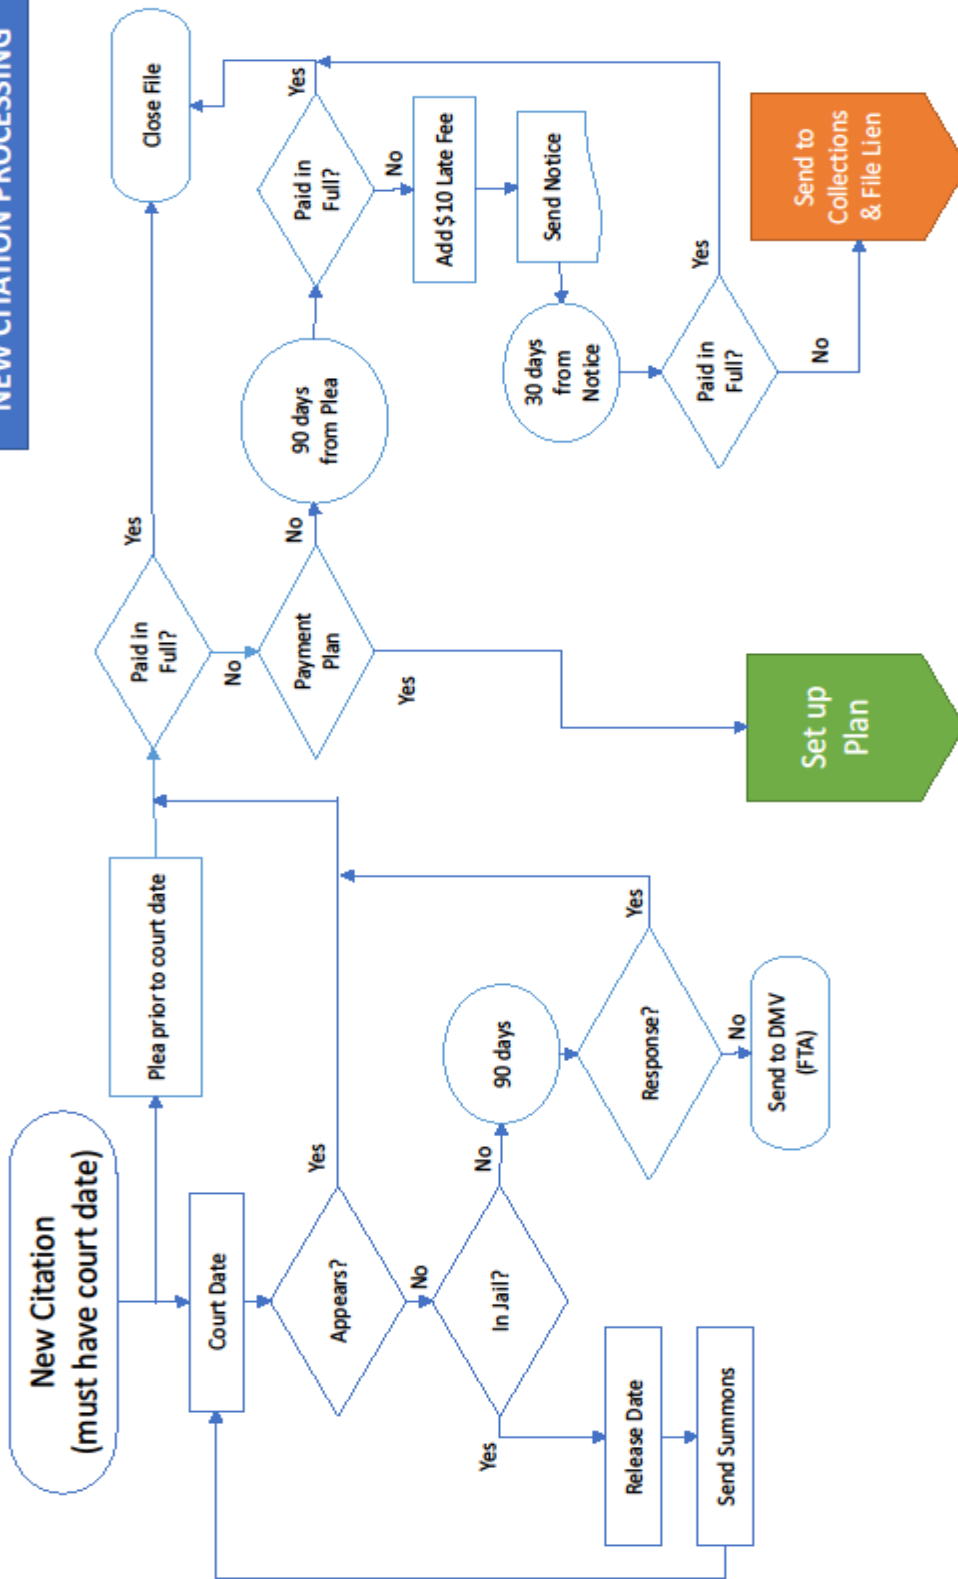 NEW CITATION PROCESSING
New Citation
(must have court date)
Plea prior to court date
Court Date
Appears?
Yes
No
In Jail?
Yes
No
Release Date
Send Summons
90 days
Response?
Yes
No
Send to DMV
(FTA)
Paid in
Full?
Yes
No
Payment
Plan
Yes
No
Set up
Plan
90 days
from Plea
Paid in
Full?
Yes
No
Close File
Add $10 Late Fee
Send Notice
30 days
from
Notice
Paid in
Full?
Yes
No
Send to
Collections
& File Lien